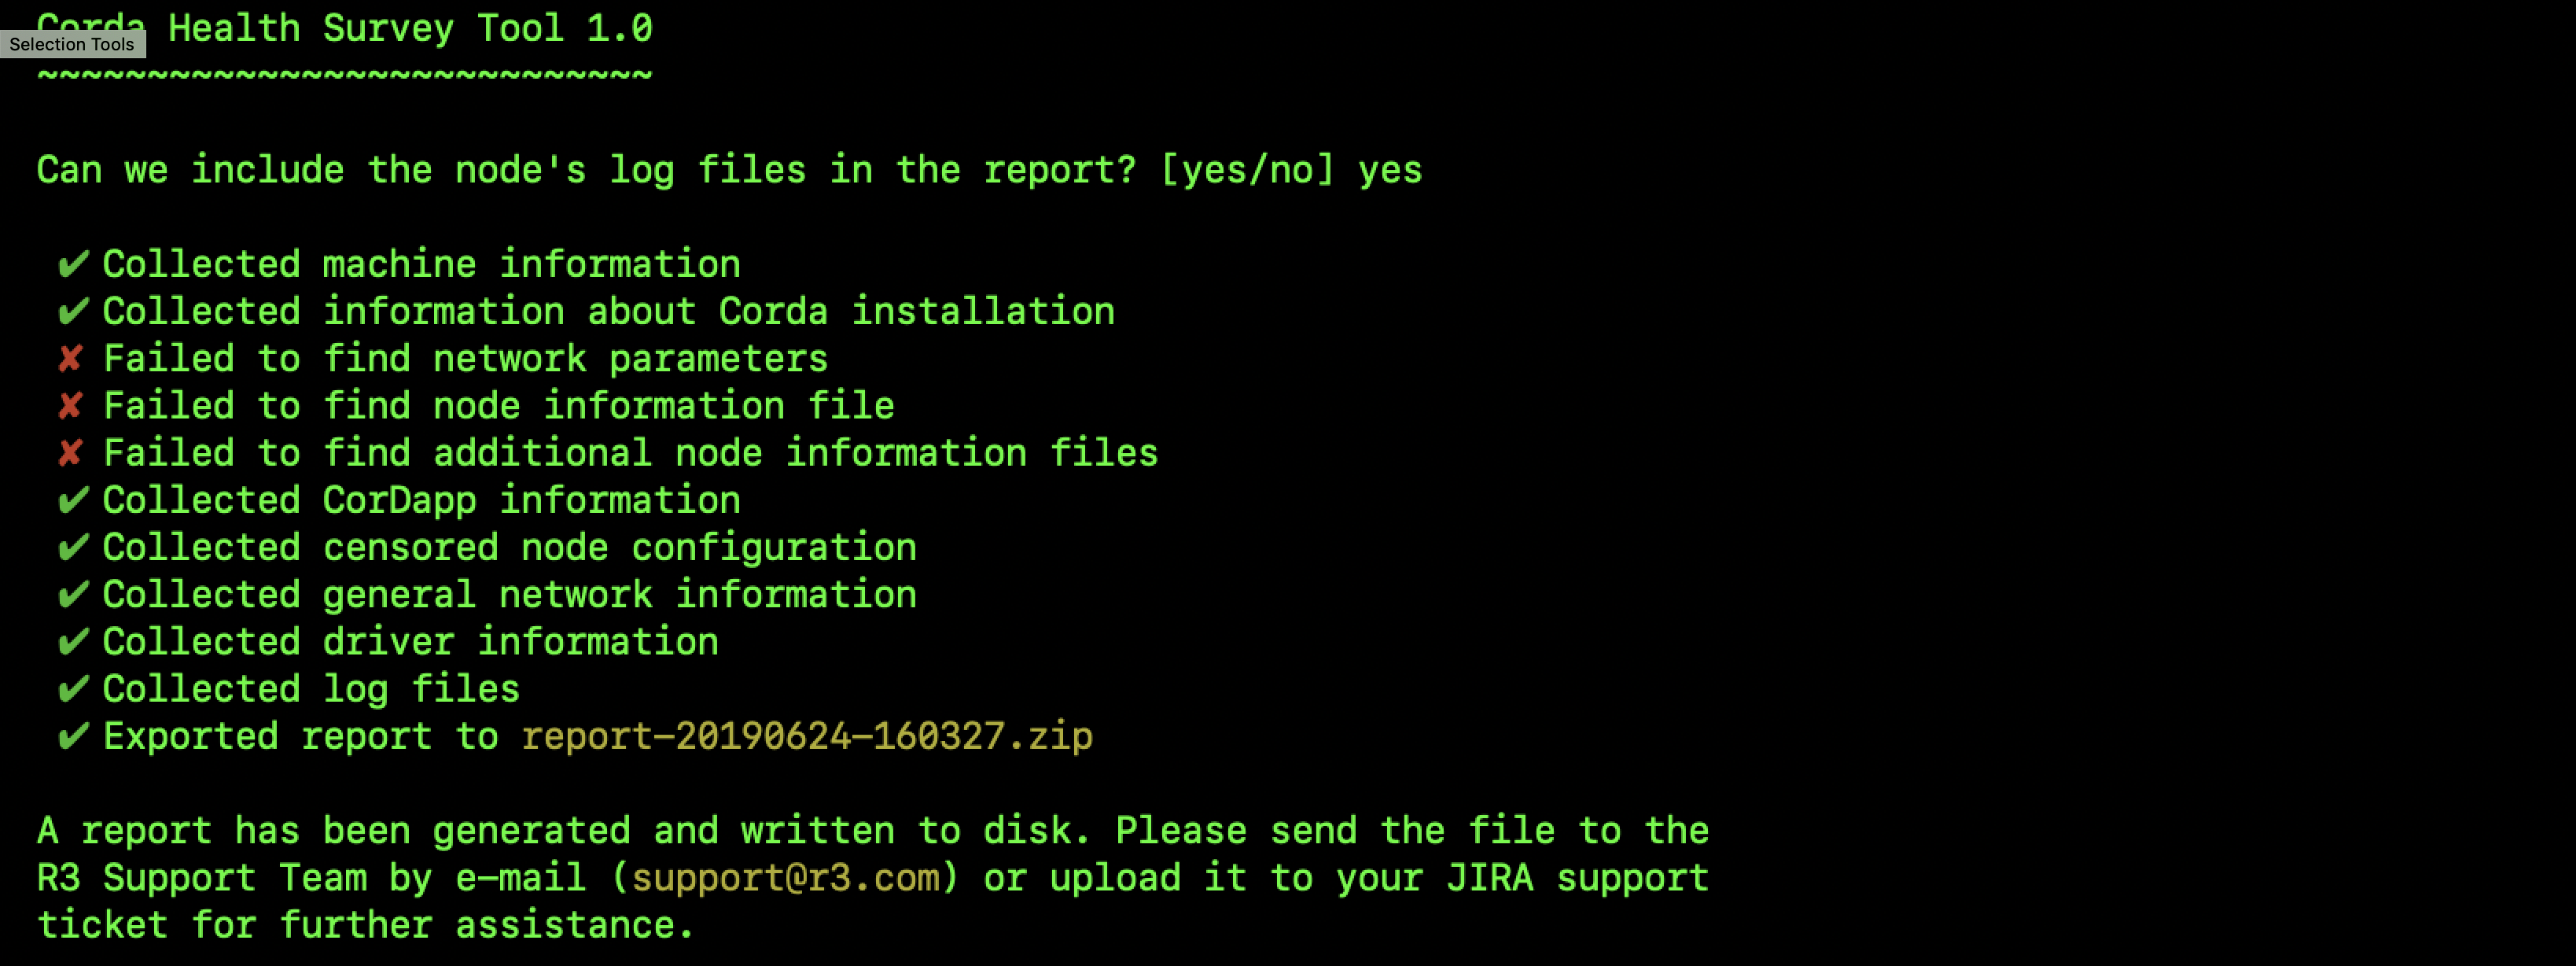 Corda Health Survey Tool 1.0
Selection Tools
~~~~~~~~~~~~~~~~~~~~~~~~~~~~
Can we include the node's log files in the report? [yes/no] yes
✔ Collected machine information
✔ Collected information about Corda installation
✘ Failed to find network parameters
✘ Failed to find node information file
✘ Failed to find additional node information files
✔ Collected CorDapp information
✔ Collected censored node configuration
✔ Collected general network information
✔ Collected driver information
✔ Collected log files
✔ Exported report to report-20190624-160327.zip
A report has been generated and written to disk. Please send the file to the
R3 Support Team by e-mail (support@r3.com) or upload it to your JIRA support
ticket for further assistance.